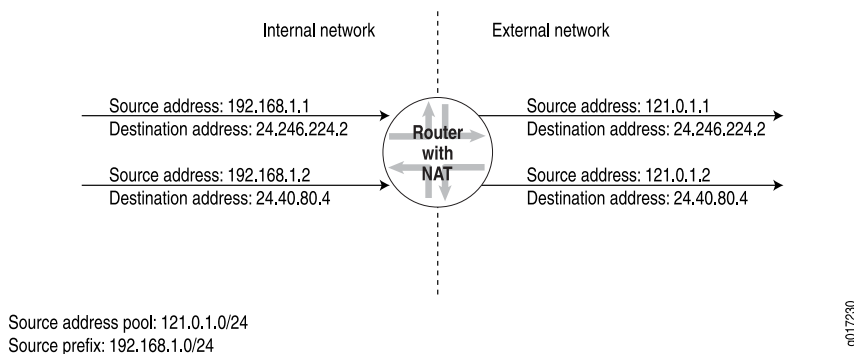 Internal network
External network
Source address: 192.168.1.1
Destination address: 24.246.224.2
Source address: 192.168.1.2
Destination address: 24.40.80.4
Router
with
NAT
Source address: 121.0.1.1
Destination address: 24.246.224.2
Source address: 121.0.1.2
Destination address: 24.40.80.4
Source address pool: 121.0.1.0/24
Source prefix: 192.168.1.0/24
g017230